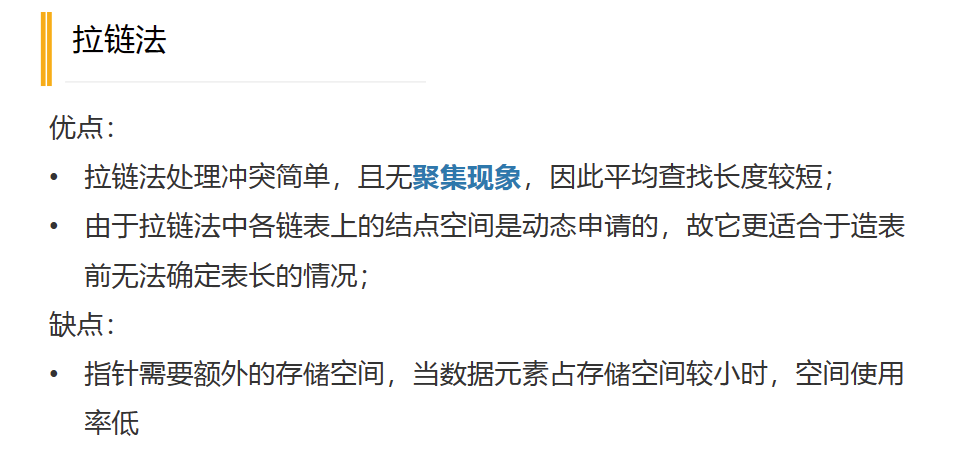 拉链法
优点：
• 拉链法处理冲突简单，且无聚集现象，因此平均查找长度较短；
• 由于拉链法中各链表上的结点空间是动态申请的，故它更适合于造表
前无法确定表长的情况；
缺点：
• 指针需要额外的存储空间，当数据元素占存储空间较小时，空间使用
率低